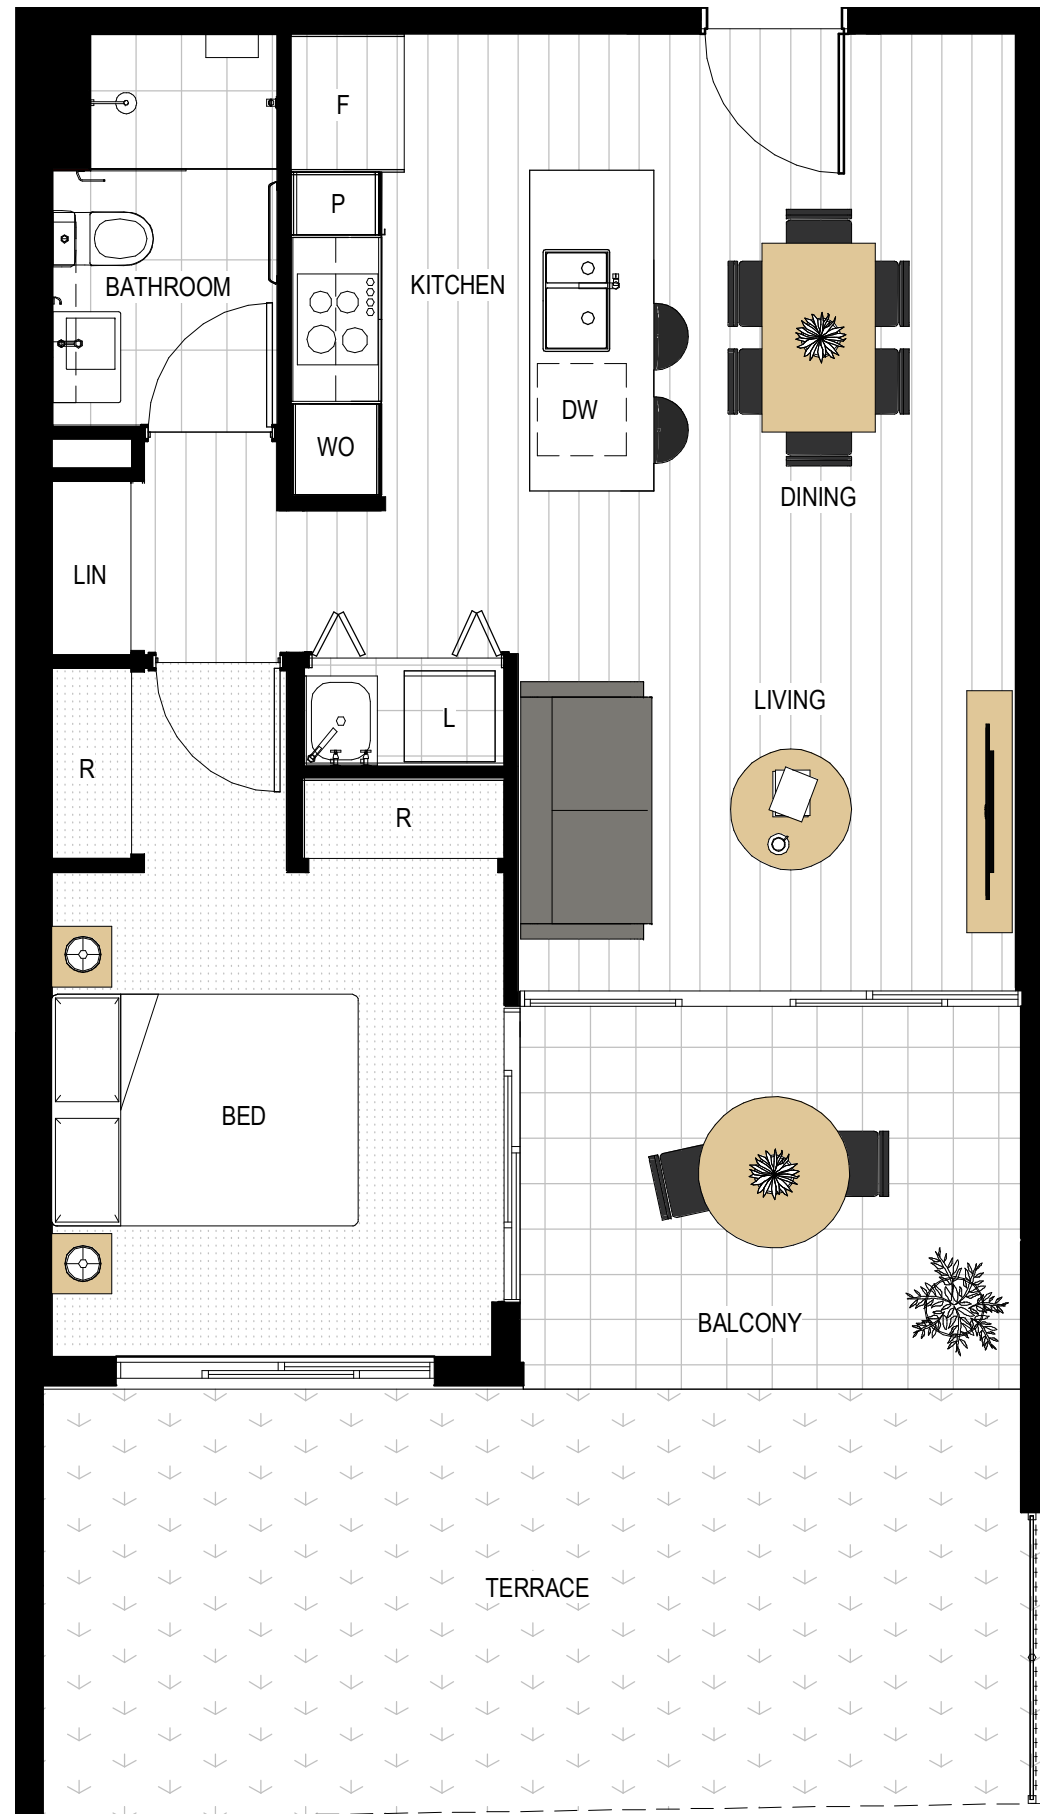 F
P
BATHROOM
KITCHEN
DW
WO
DINING
LIN
LIVING
L
R
R
BED
BALCONY
TERRACE